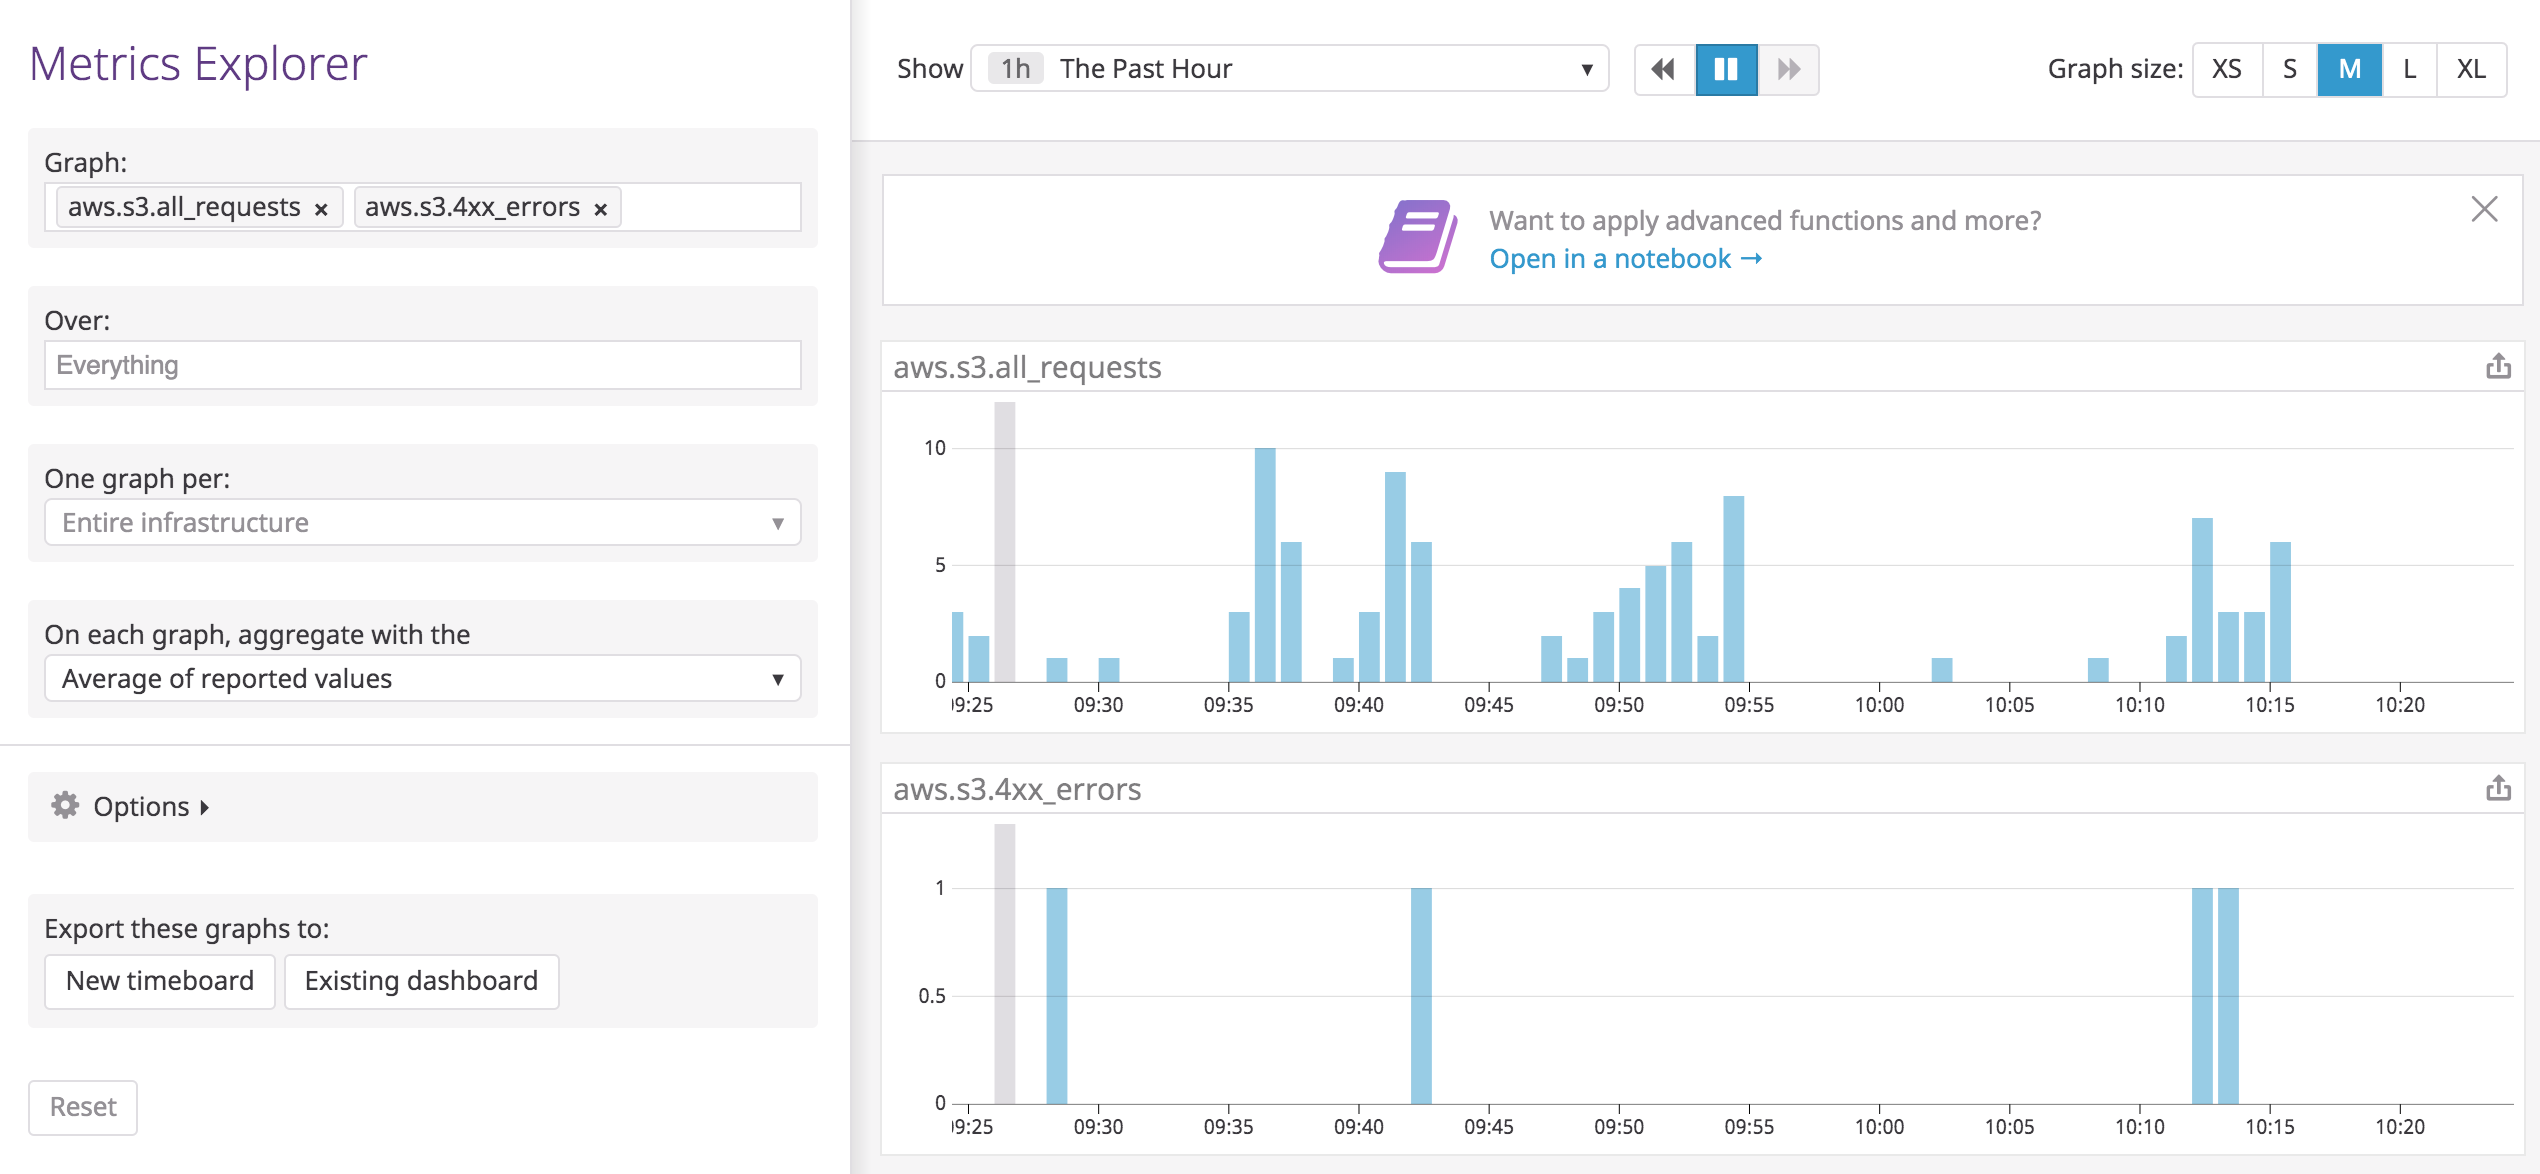 Metrics Explorer
Graph:
aws.s3.all_requests × aws.s3.4xx_errors ×
Over:
Everything
One graph per:
Entire infrastructure
On each graph, aggregate with the
Average of reported values
Options
Export these graphs to:
New timeboard Existing dashboard
Reset
Show 1h The Past Hour
Graph size: XS S M L XL
Want to apply advanced functions and more?
Open in a notebook →
aws.s3.all_requests
10
5
0
09:25 09:30 09:35 09:40 09:45 09:50 09:55 10:00 10:05 10:10 10:15 10:20
aws.s3.4xx_errors
1
0.5
0
09:25 09:30 09:35 09:40 09:45 09:50 09:55 10:00 10:05 10:10 10:15 10:20